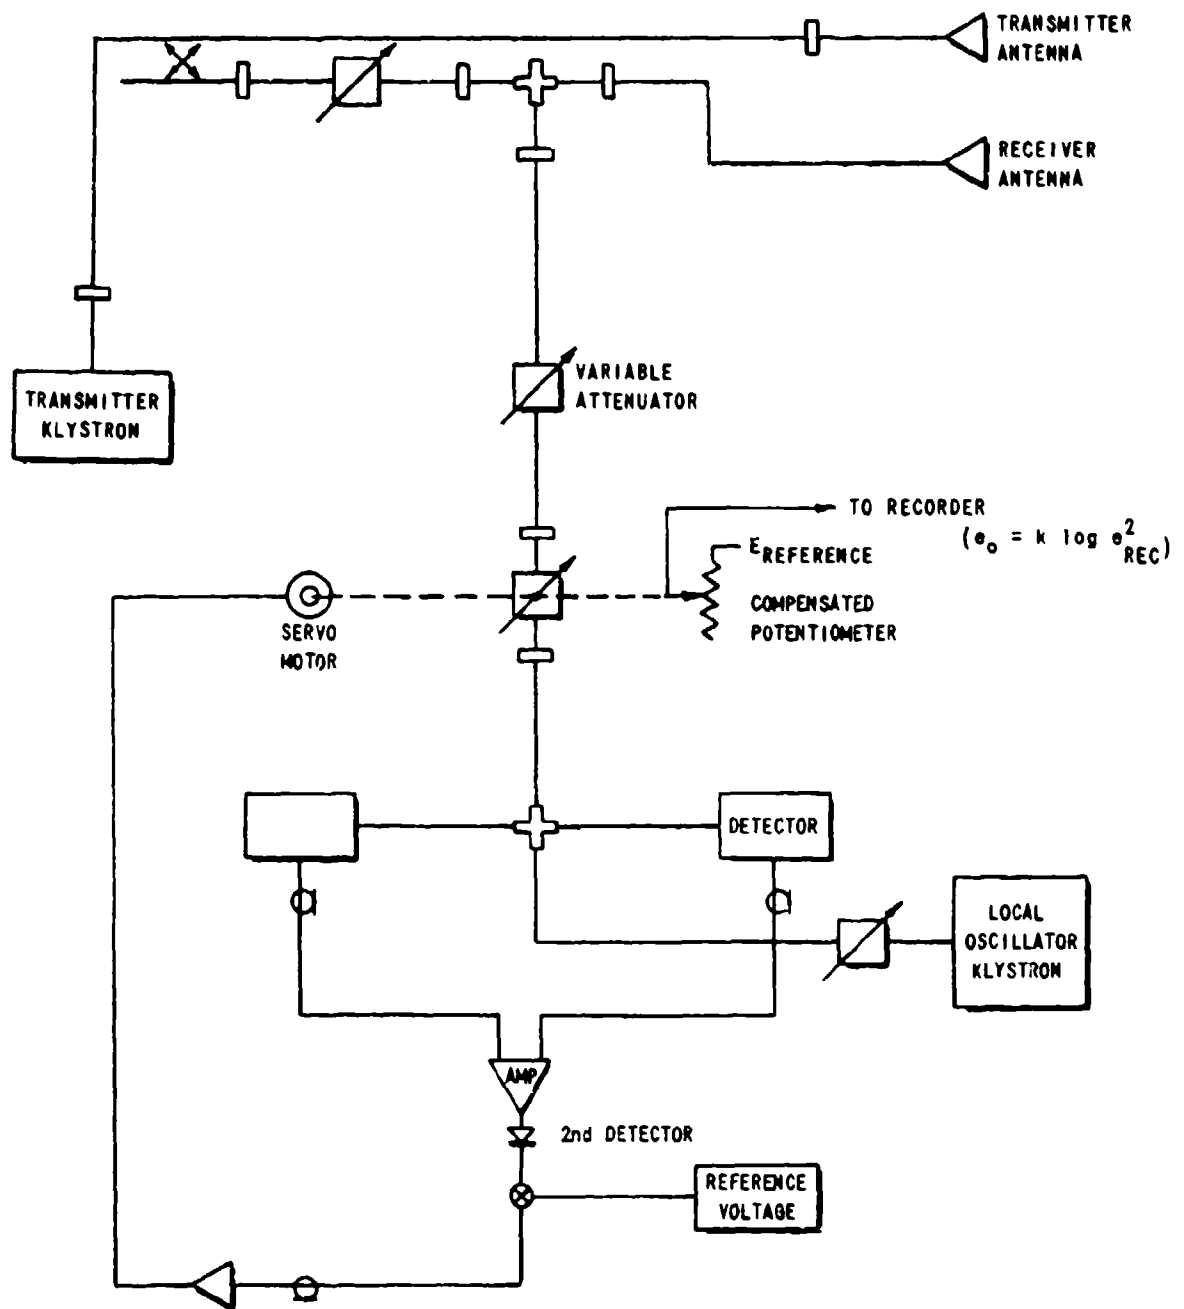 TRANSMITTER
ANTENNA
RECEIVER
ANTENNA
TRANSMITTER
KLYSTRON
VARIABLE
ATTENUATOR
TO RECORDER
(e₀ = k log e²REC)
EREFERENCE
COMPENSATED
POTENTIOMETER
SERVO
MOTOR
DETECTOR
LOCAL
OSCILLATOR
KLYSTRON
AMP
2nd DETECTOR
REFERENCE
VOLTAGE